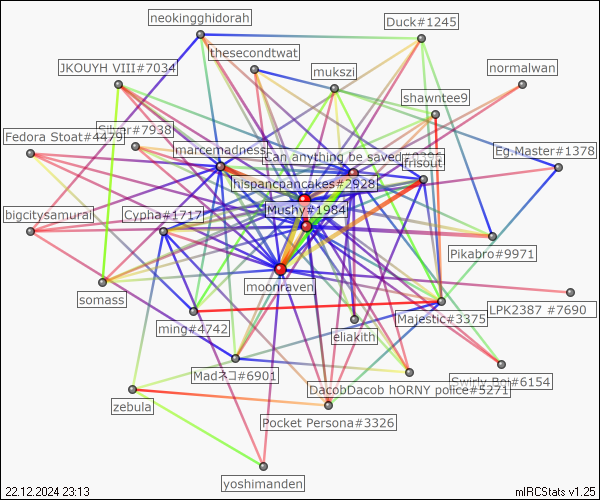 neokingghidorah
Duck#1245
thesecondtwat
JKOUYH VIII#7034
mukszi
normalwan
shawntee9
Silver#7938
Fedora Stoat#4479
marcemadness
Can anything be saved
frisout
Eg.Master#1378
hispancpancakes#2928
bigcitysamurai
Cypha#1717
Mushy#1984
Pikabro#9971
moonraven
somass
LPK2387 #7690
Majestic#3375
ming#4742
eliakith
Madネコ#6901
Swirly Boi#6154
DacobDacob hORNY police#5271
zebula
Pocket Persona#3326
yoshimanden
22.12.2024 23:13
mIRCStats v1.25